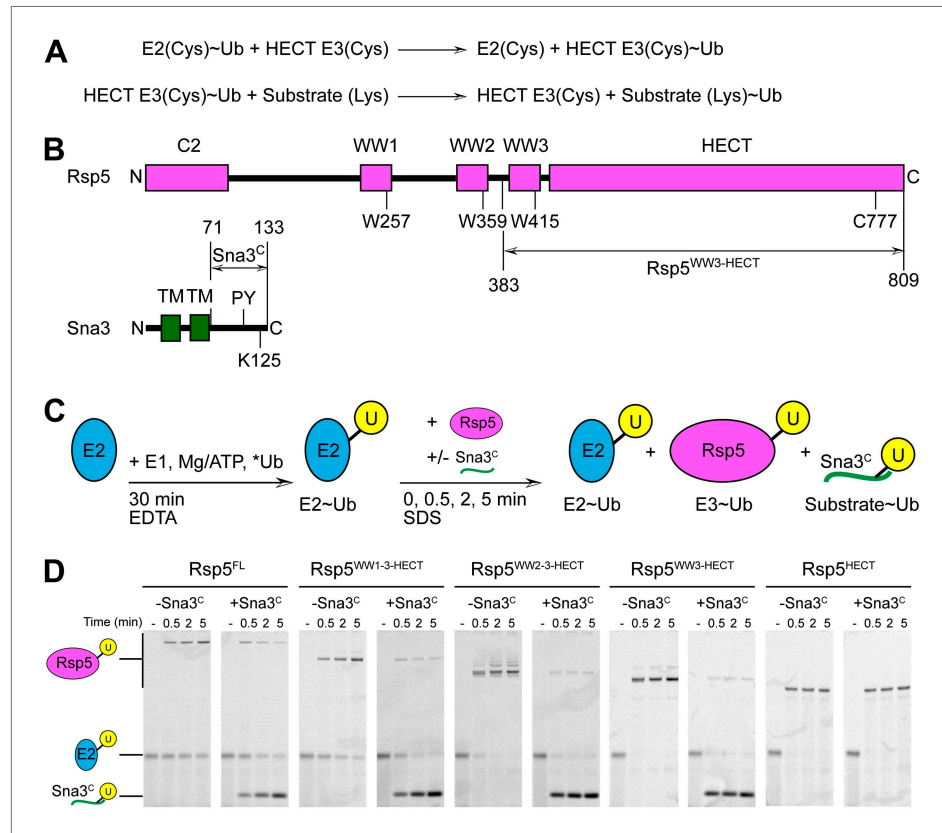 A
E2(Cys)~Ub + HECT E3(Cys) → E2(Cys) + HECT E3(Cys)~Ub
HECT E3(Cys)~Ub + Substrate (Lys) → HECT E3(Cys) + Substrate (Lys)~Ub
B
C2 WW1 WW2 WW3 HECT
Rsp5 N C
W257 W359 W415 C777
71 133
Sna3C
Rsp5WW3-HECT
383 809
TM TM PY
Sna3 N C
K125
C
E2
+ E1, Mg/ATP, *Ub
30 min
EDTA
U
E2
E2~Ub
+ Rsp5
+/- Sna3C
0, 0.5, 2, 5 min
SDS
U
E2
E2~Ub
+
U
Rsp5
E3~Ub
+
Sna3C U
Substrate~Ub
D
Rsp5FL Rsp5WW1-3-HECT Rsp5WW2-3-HECT Rsp5WW3-HECT Rsp5HECT
-Sna3C +Sna3C -Sna3C +Sna3C -Sna3C +Sna3C -Sna3C +Sna3C -Sna3C +Sna3C
Time (min) - 0.5 2 5 - 0.5 2 5 - 0.5 2 5 - 0.5 2 5 - 0.5 2 5 - 0.5 2 5 - 0.5 2 5 - 0.5 2 5 - 0.5 2 5 - 0.5 2 5
Rsp5 U
E2 U
Sna3C U